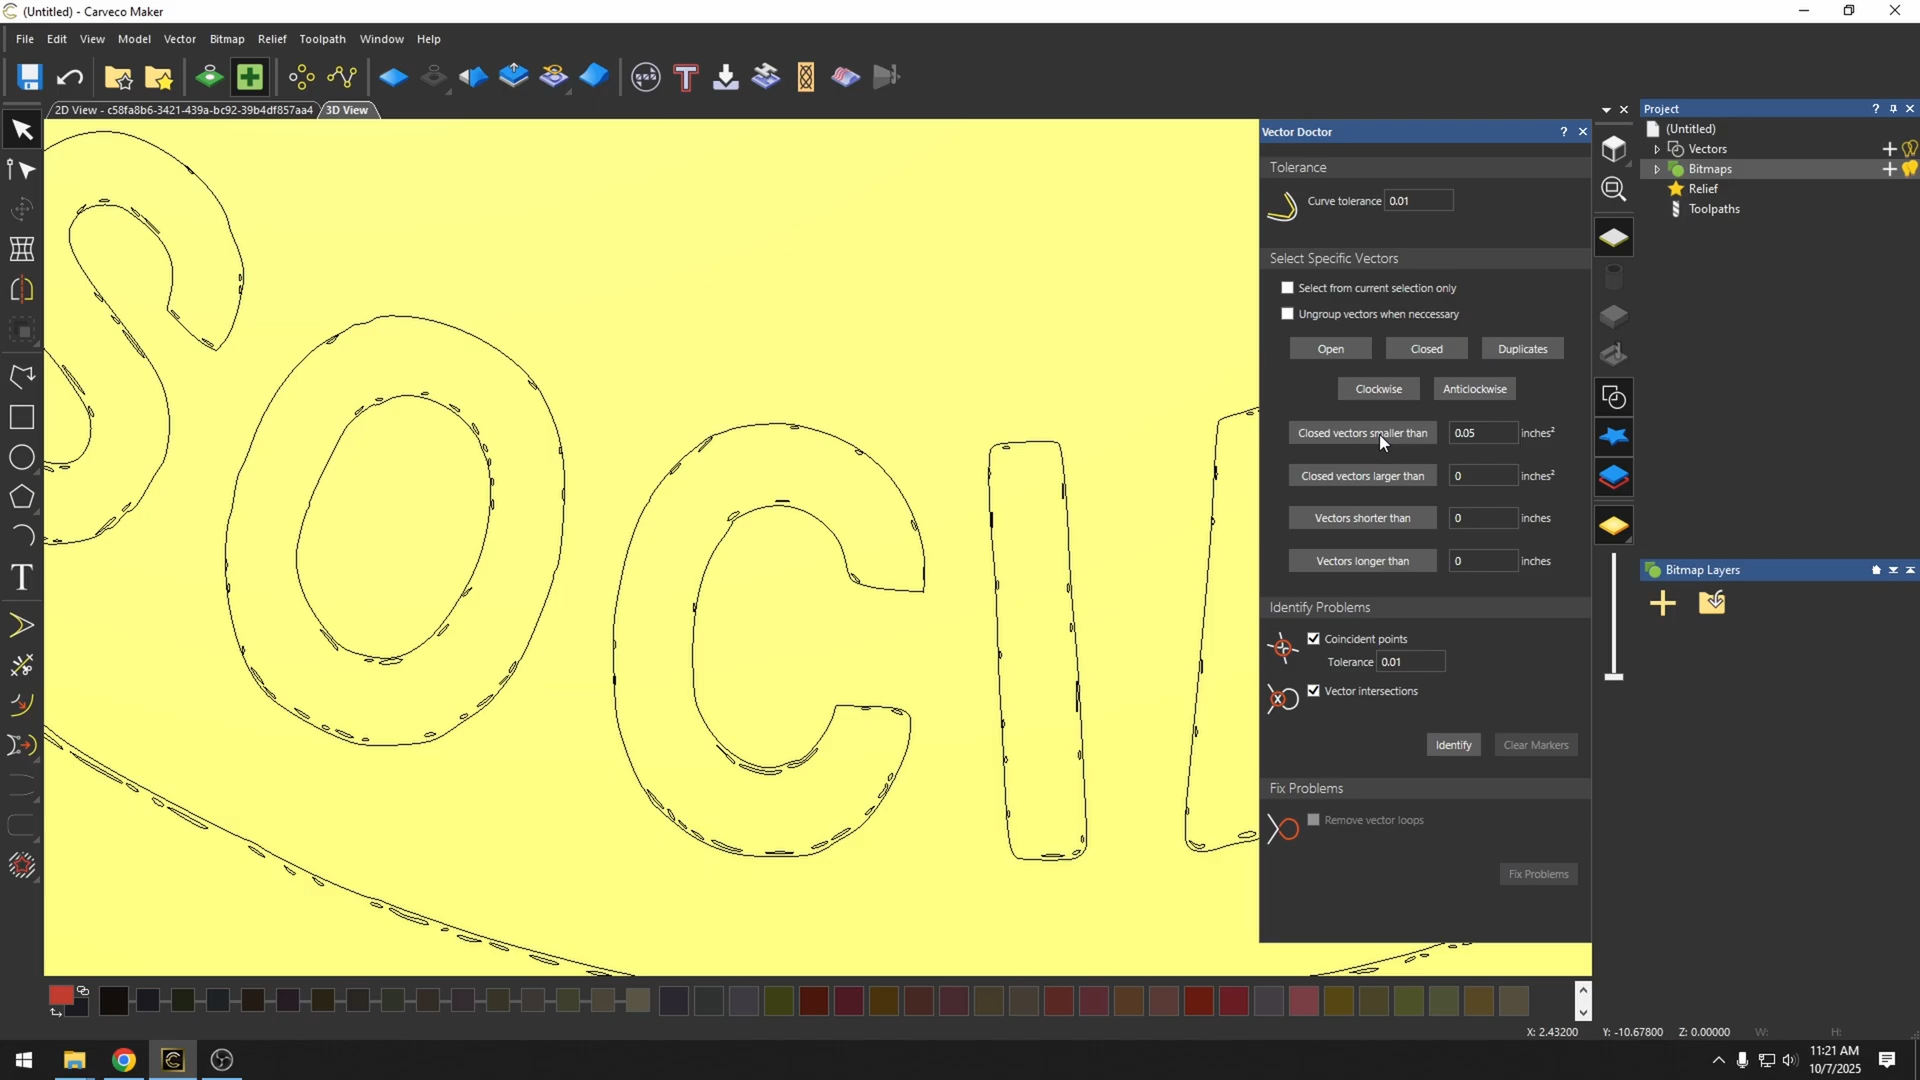 (Untitled) - Carveco Maker
File Edit View Model Vector Bitmap Relief Toolpath Window Help
2D View - c58fa8b6-3421-439a-bc92-39b4df857aa4 3D View
Project
(Untitled)
Vectors
Bitmaps
Relief
Toolpaths
Vector Doctor
Tolerance
Curve tolerance 0.01
Select Specific Vectors
Select from current selection only
Ungroup vectors when neccessary
Open Closed Duplicates
Clockwise Anticlockwise
Closed vectors smaller than 0.05 inches²
Closed vectors larger than 0 inches²
Vectors shorter than 0 inches
Vectors longer than 0 inches
Identify Problems
Coincident points
Tolerance 0.01
Vector intersections
Identify Clear Markers
Fix Problems
Remove vector loops
Fix Problems
Bitmap Layers
S O C I
T
X: 2.43200 Y: -10.67800 Z: 0.00000 W: H:
11:21 AM
10/7/2025